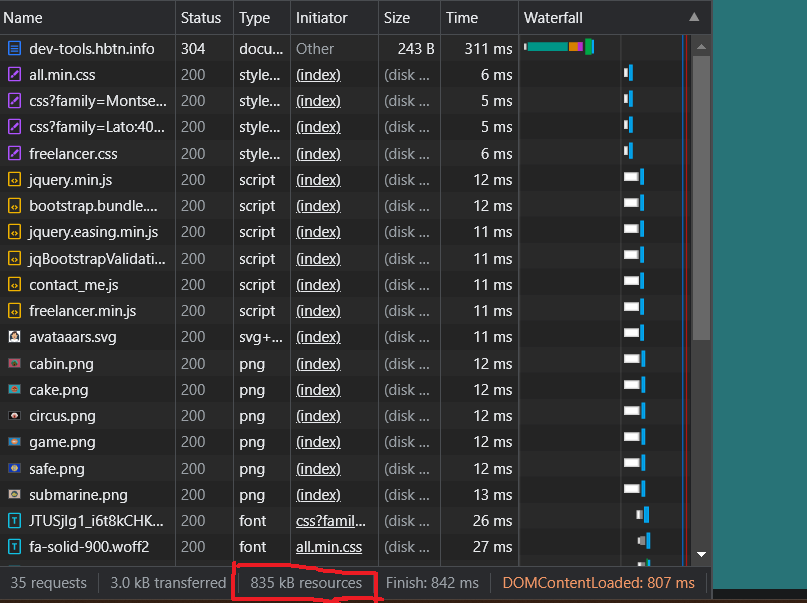 Name Status Type Initiator Size Time Waterfall
dev-tools.hbtn.info 304 docu... Other 243 B 311 ms
all.min.css 200 style... (index) (disk ... 6 ms
css?family=Montse... 200 style... (index) (disk ... 5 ms
css?family=Lato:40... 200 style... (index) (disk ... 5 ms
freelancer.css 200 style... (index) (disk ... 6 ms
jquery.min.js 200 script (index) (disk ... 12 ms
bootstrap.bundle.... 200 script (index) (disk ... 12 ms
jquery.easing.min.js 200 script (index) (disk ... 11 ms
jqBootstrapValidati... 200 script (index) (disk ... 11 ms
contact_me.js 200 script (index) (disk ... 11 ms
freelancer.min.js 200 script (index) (disk ... 11 ms
avataaars.svg 200 svg+... (index) (disk ... 11 ms
cabin.png 200 png (index) (disk ... 12 ms
cake.png 200 png (index) (disk ... 12 ms
circus.png 200 png (index) (disk ... 12 ms
game.png 200 png (index) (disk ... 12 ms
safe.png 200 png (index) (disk ... 12 ms
submarine.png 200 png (index) (disk ... 13 ms
JTUSjIg1_i6t8kCHK... 200 font css?famil... (disk ... 26 ms
fa-solid-900.woff2 200 font all.min.css (disk ... 27 ms
35 requests 3.0 kB transferred 835 kB resources Finish: 842 ms DOMContentLoaded: 807 ms